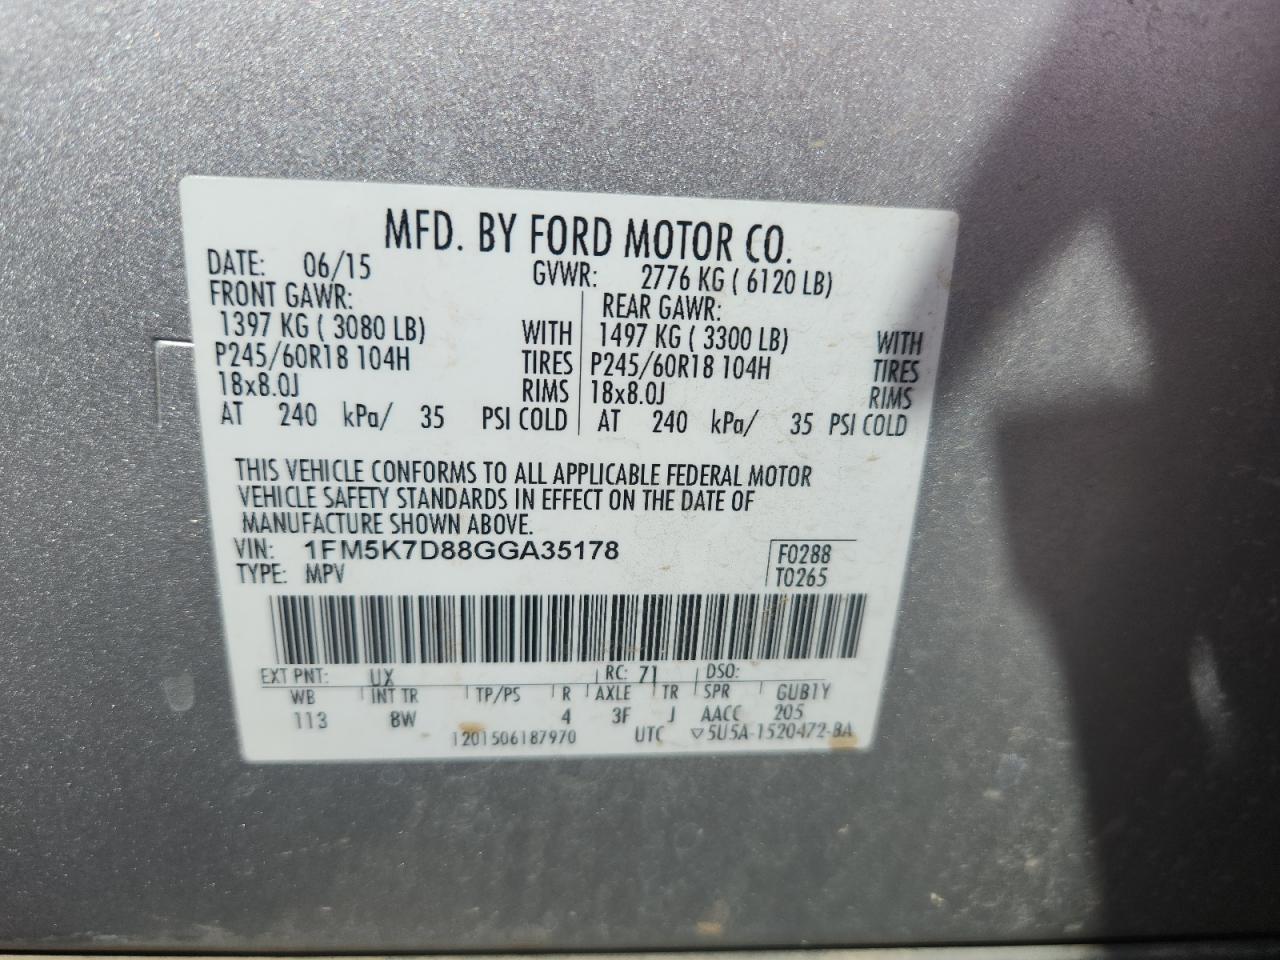 MFD. BY FORD MOTOR CO.
DATE: 06/15 GVWR: 2776 KG ( 6120 LB)
FRONT GAWR: REAR GAWR:
1397 KG ( 3080 LB) WITH 1497 KG ( 3300 LB) WITH
P245/60R18 104H TIRES P245/60R18 104H TIRES
18x8.0J RIMS 18x8.0J RIMS
AT 240 kPa/ 35 PSI COLD AT 240 kPa/ 35 PSI COLD
THIS VEHICLE CONFORMS TO ALL APPLICABLE FEDERAL MOTOR
VEHICLE SAFETY STANDARDS IN EFFECT ON THE DATE OF
MANUFACTURE SHOWN ABOVE.
VIN: 1FM5K7D88GGA35178 F0288
TYPE: MPV T0265
EXT PNT: UX RC: 71 DSO:
WB INT TR TP/PS R AXLE TR SPR GUB1Y
113 8W 4 3F J AACC 205
1201506187970 UTC ▽5U5A-1520472-BA